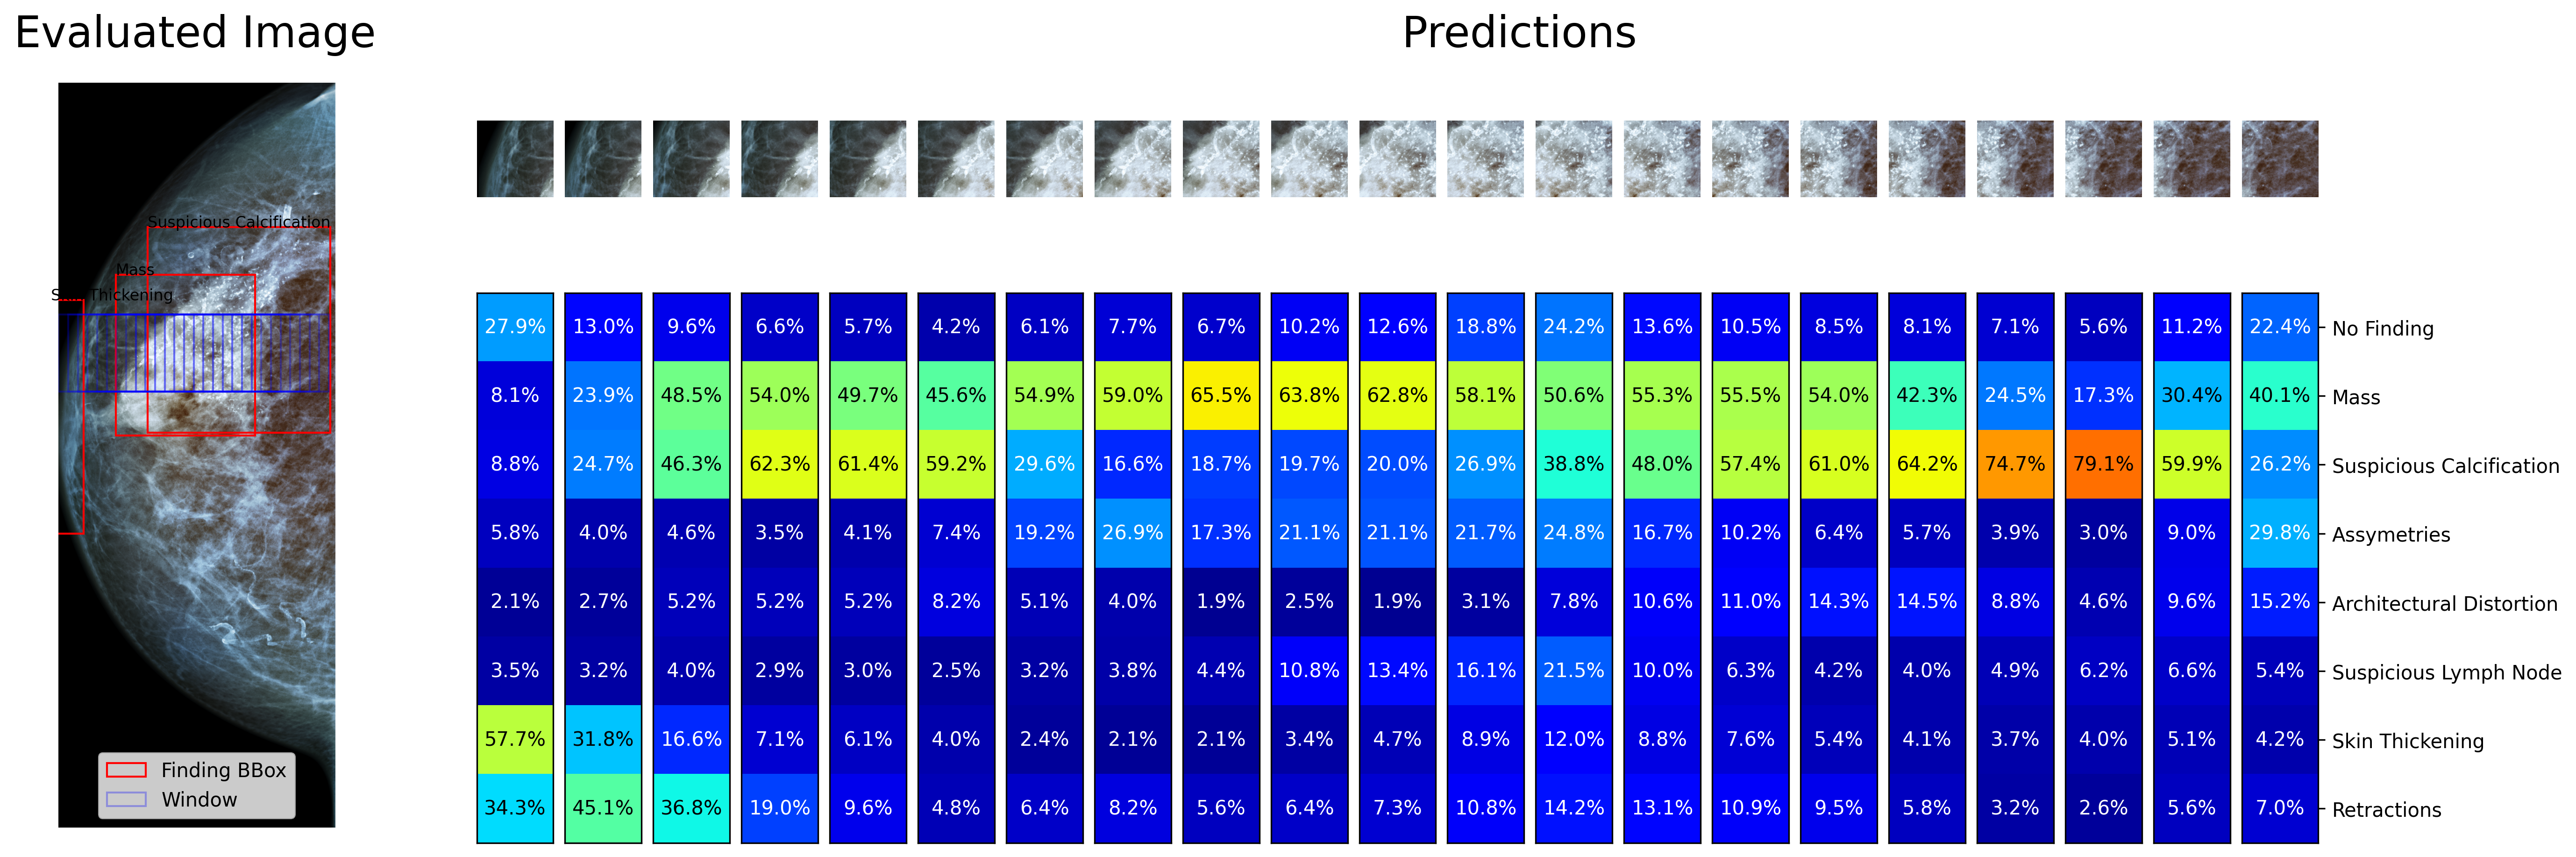 Evaluated Image
Predictions
Suspicious Calcification
Mass
Skin Thickening
Finding BBox
Window
27.9% 13.0% 9.6% 6.6% 5.7% 4.2% 6.1% 7.7% 6.7% 10.2% 12.6% 18.8% 24.2% 13.6% 10.5% 8.5% 8.1% 7.1% 5.6% 11.2% 22.4% No Finding
8.1% 23.9% 48.5% 54.0% 49.7% 45.6% 54.9% 59.0% 65.5% 63.8% 62.8% 58.1% 50.6% 55.3% 55.5% 54.0% 42.3% 24.5% 17.3% 30.4% 40.1% Mass
8.8% 24.7% 46.3% 62.3% 61.4% 59.2% 29.6% 16.6% 18.7% 19.7% 20.0% 26.9% 38.8% 48.0% 57.4% 61.0% 64.2% 74.7% 79.1% 59.9% 26.2% Suspicious Calcification
5.8% 4.0% 4.6% 3.5% 4.1% 7.4% 19.2% 26.9% 17.3% 21.1% 21.1% 21.7% 24.8% 16.7% 10.2% 6.4% 5.7% 3.9% 3.0% 9.0% 29.8% Assymetries
2.1% 2.7% 5.2% 5.2% 5.2% 8.2% 5.1% 4.0% 1.9% 2.5% 1.9% 3.1% 7.8% 10.6% 11.0% 14.3% 14.5% 8.8% 4.6% 9.6% 15.2% Architectural Distortion
3.5% 3.2% 4.0% 2.9% 3.0% 2.5% 3.2% 3.8% 4.4% 10.8% 13.4% 16.1% 21.5% 10.0% 6.3% 4.2% 4.0% 4.9% 6.2% 6.6% 5.4% Suspicious Lymph Node
57.7% 31.8% 16.6% 7.1% 6.1% 4.0% 2.4% 2.1% 2.1% 3.4% 4.7% 8.9% 12.0% 8.8% 7.6% 5.4% 4.1% 3.7% 4.0% 5.1% 4.2% Skin Thickening
34.3% 45.1% 36.8% 19.0% 9.6% 4.8% 6.4% 8.2% 5.6% 6.4% 7.3% 10.8% 14.2% 13.1% 10.9% 9.5% 5.8% 3.2% 2.6% 5.6% 7.0% Retractions